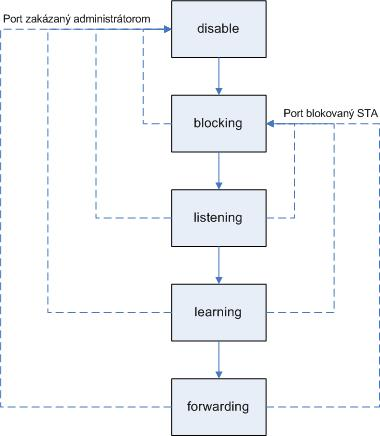 Port zakázaný administrátorom
disable
blocking
Port blokovaný STA
listening
learning
forwarding